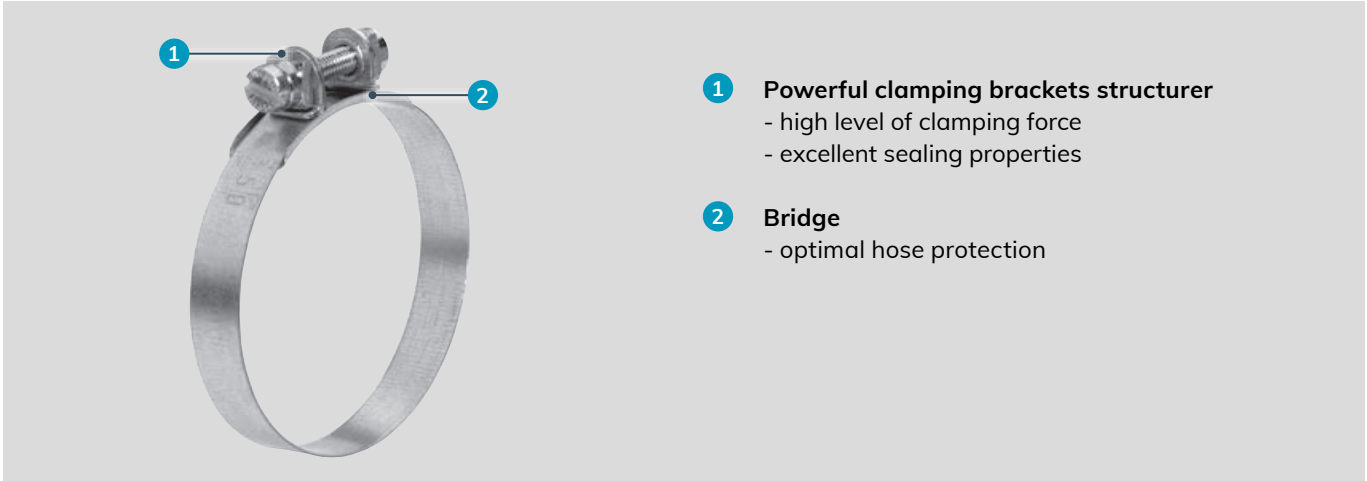 1
2
1 Powerful clamping brackets structurer
- high level of clamping force
- excellent sealing properties
2 Bridge
- optimal hose protection